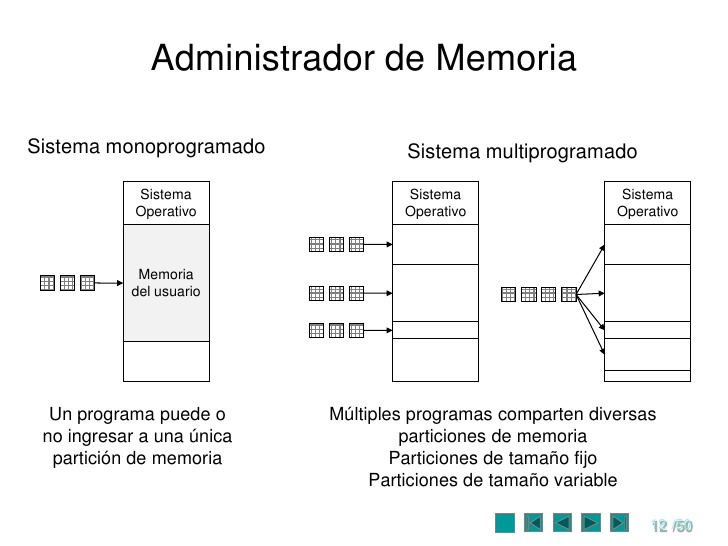 Administrador de Memoria
Sistema monoprogramado
Sistema multiprogramado
Sistema
Operativo
Memoria
del usuario
Sistema
Operativo
Sistema
Operativo
Un programa puede o
no ingresar a una única
partición de memoria
Múltiples programas comparten diversas
particiones de memoria
Particiones de tamaño fijo
Particiones de tamaño variable
12 /50